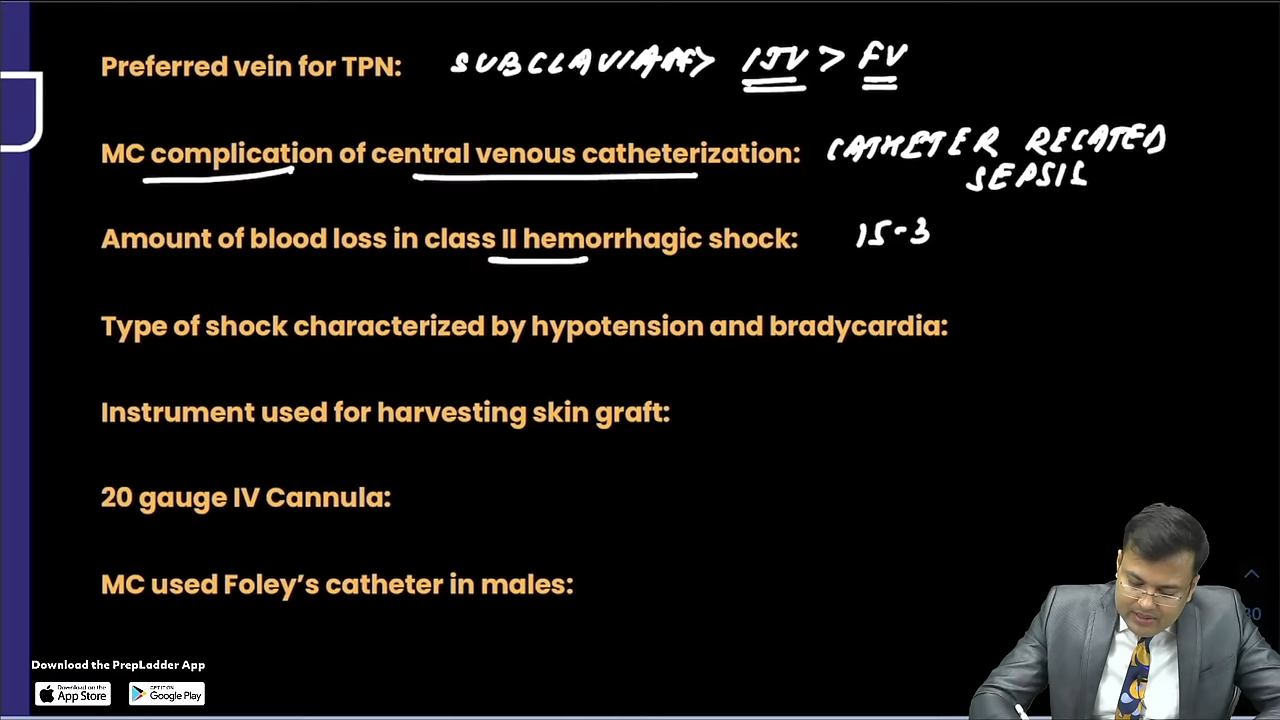 Preferred vein for TPN: SUBCLAVIAN > IJV > FV
MC complication of central venous catheterization: CATHETER RELATED
SEPSIS
Amount of blood loss in class II hemorrhagic shock: 15-3
Type of shock characterized by hypotension and bradycardia:
Instrument used for harvesting skin graft:
20 gauge IV Cannula:
MC used Foley's catheter in males:
30
Download the PrepLadder App
Download on the App Store
GET IT ON Google Play